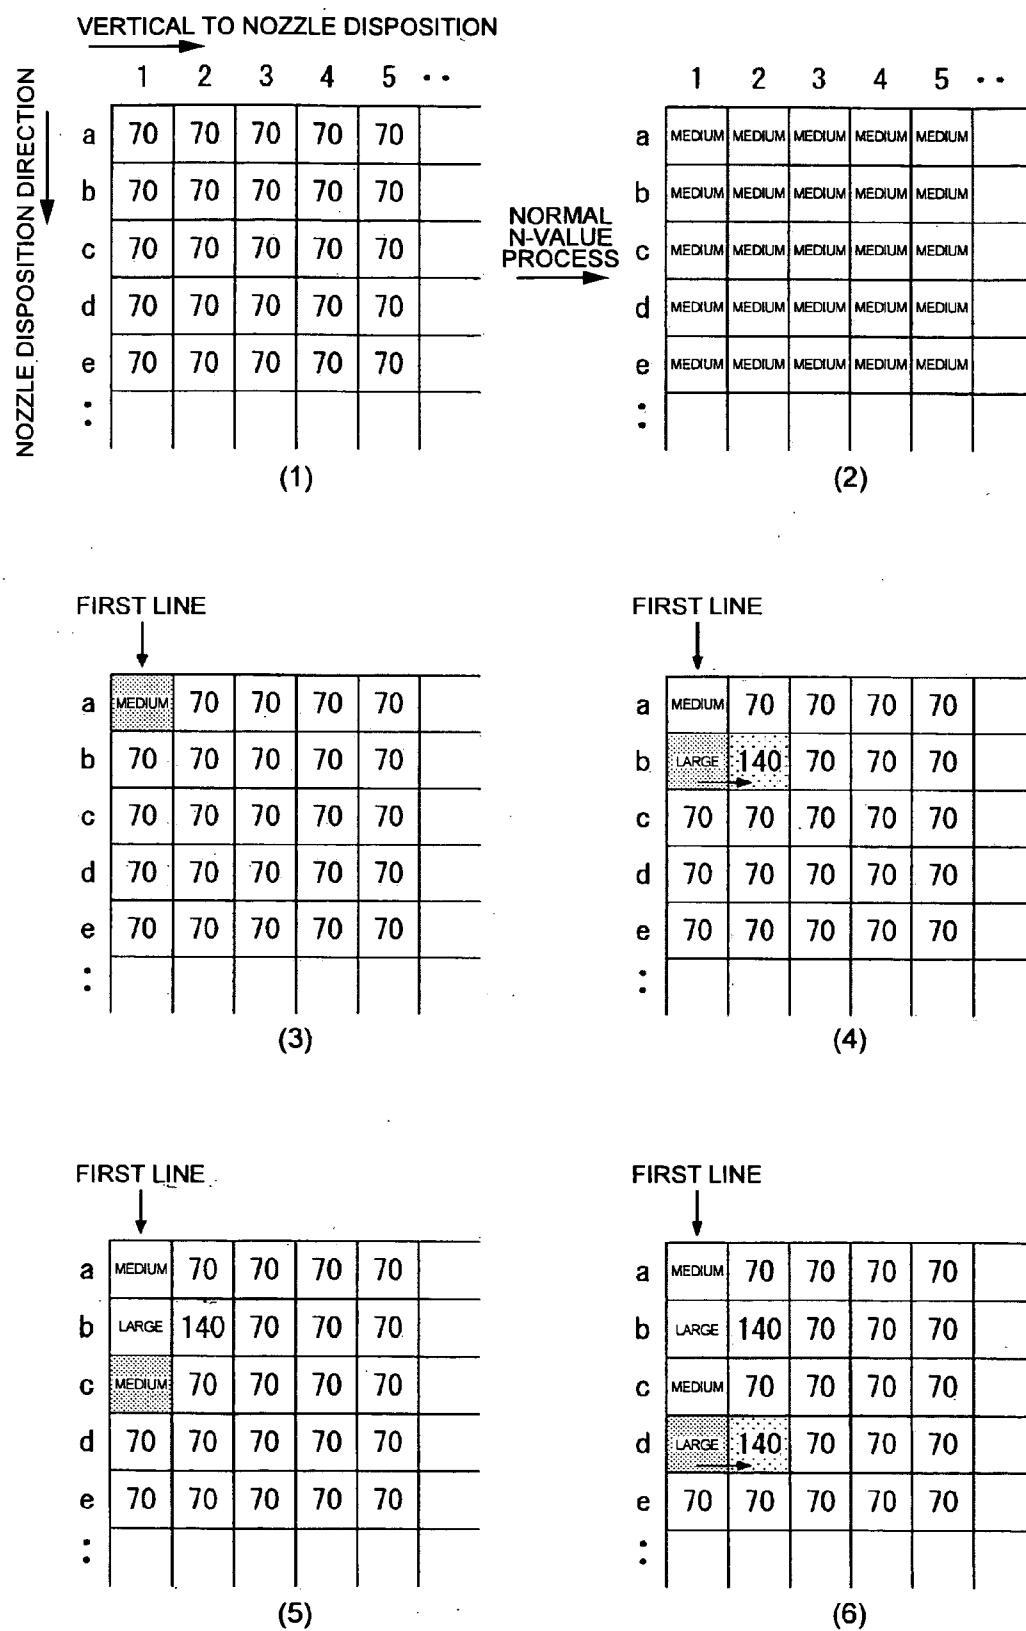 VERTICAL TO NOZZLE DISPOSITION
NOZZLE DISPOSITION DIRECTION
1 2 3 4 5 ··
a 70 70 70 70 70
b 70 70 70 70 70
c 70 70 70 70 70
d 70 70 70 70 70
e 70 70 70 70 70
:
(1)
NORMAL
N-VALUE
PROCESS
1 2 3 4 5 ··
a MEDIUM MEDIUM MEDIUM MEDIUM MEDIUM
b MEDIUM MEDIUM MEDIUM MEDIUM MEDIUM
c MEDIUM MEDIUM MEDIUM MEDIUM MEDIUM
d MEDIUM MEDIUM MEDIUM MEDIUM MEDIUM
e MEDIUM MEDIUM MEDIUM MEDIUM MEDIUM
:
(2)
FIRST LINE
a MEDIUM 70 70 70 70
b 70 70 70 70 70
c 70 70 70 70 70
d 70 70 70 70 70
e 70 70 70 70 70
:
(3)
FIRST LINE
a MEDIUM 70 70 70 70
b LARGE 140 70 70 70
c 70 70 70 70 70
d 70 70 70 70 70
e 70 70 70 70 70
:
(4)
FIRST LINE
a MEDIUM 70 70 70 70
b LARGE 140 70 70 70
c MEDIUM 70 70 70 70
d 70 70 70 70 70
e 70 70 70 70 70
:
(5)
FIRST LINE
a MEDIUM 70 70 70 70
b LARGE 140 70 70 70
c MEDIUM 70 70 70 70
d LARGE 140 70 70 70
e 70 70 70 70 70
:
(6)